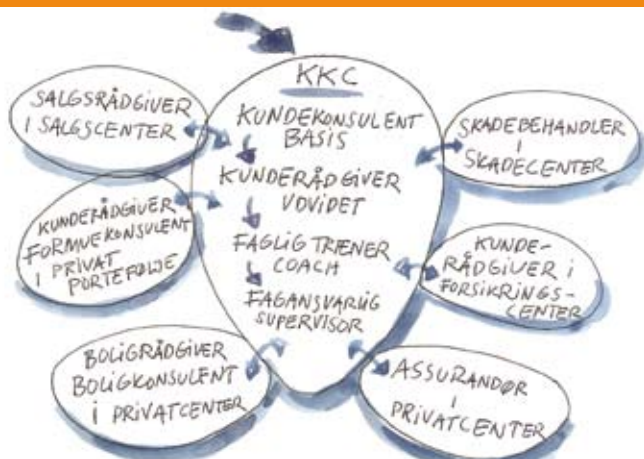 KKC
KUNDEKONSULENT
BASIS
KUNDERÅDGIVER
UDVIDET
FAGLIG TRÆNER
COACH
FAGANSVARLIG
SUPERVISOR
SALGSRÅDGIVER
I SALGSCENTER
KUNDERÅDGIVER
FORMUEKONSULENT
I PRIVAT
PORTEFØLJE
BOLIGRÅDGIVER
BOLIGKONSULENT
I PRIVATCENTER
SKADEBEHANDLER
I
SKADECENTER
KUNDE-
RÅDGIVER I
FORSIKRINGS-
CENTER
ASSURANDØR
I
PRIVATCENTER